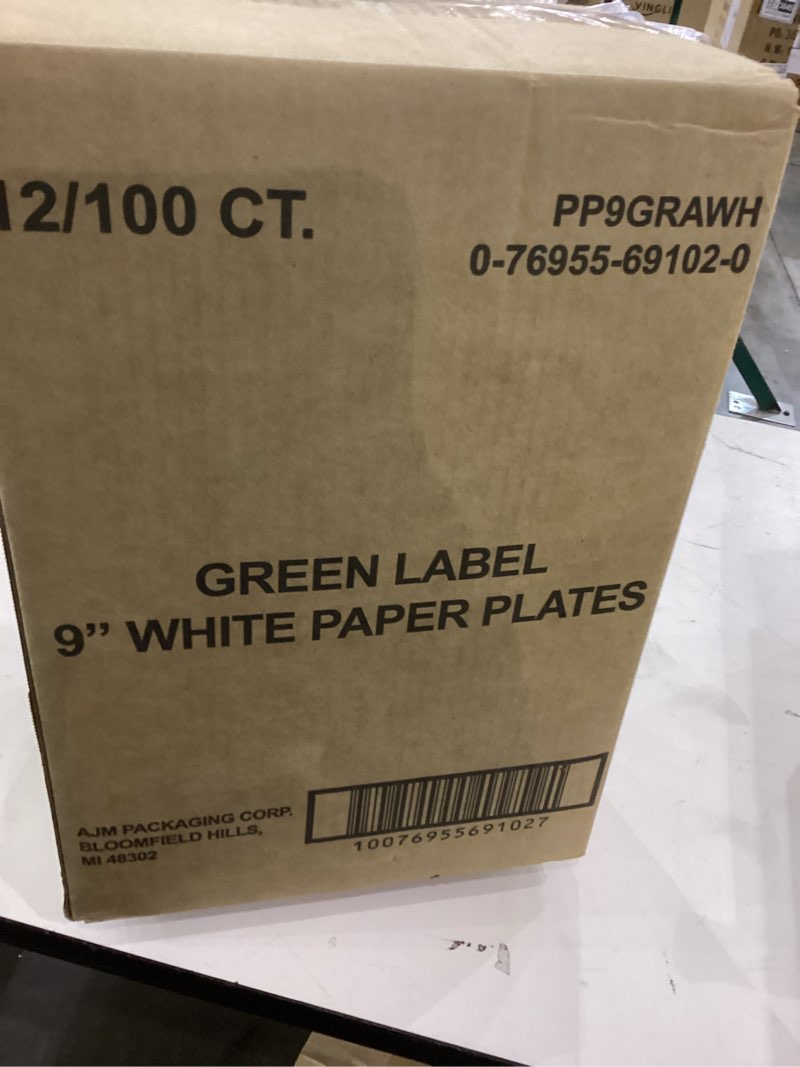 12/100 CT.
PP9GRAWH
0-76955-69102-0
GREEN LABEL
9” WHITE PAPER PLATES
AJM PACKAGING CORP.
BLOOMFIELD HILLS,
MI 48302
10076955691027